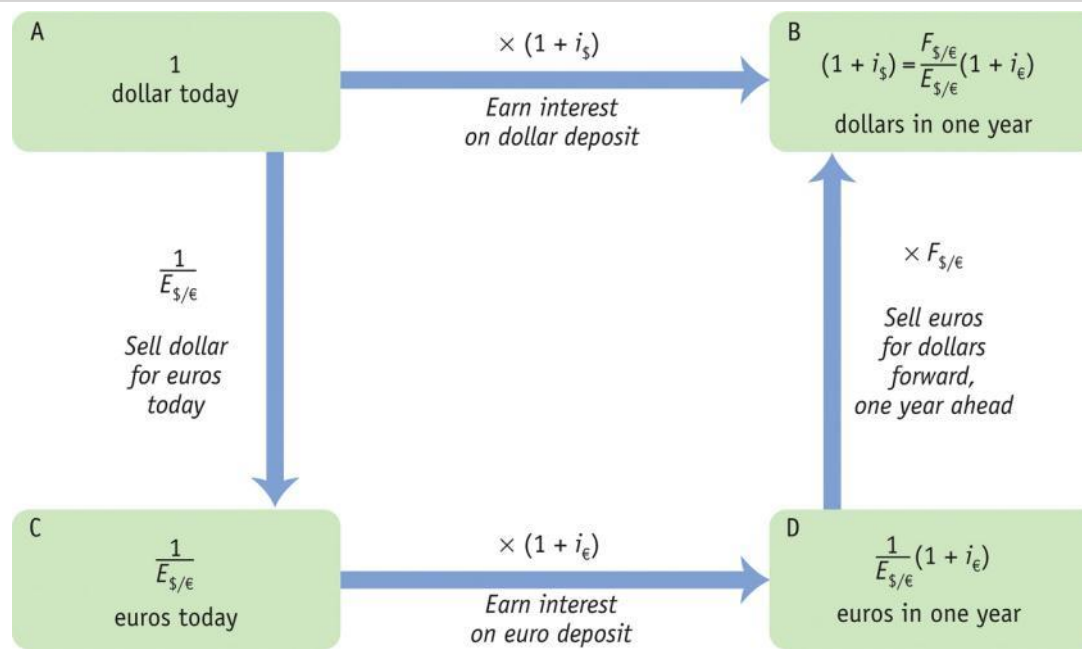 A
1
dollar today
× (1 + i$)
Earn interest
on dollar deposit
B
(1 + i$) = F$/€ / E$/€ (1 + i€)
dollars in one year
1 / E$/€
Sell dollar
for euros
today
× F$/€
Sell euros
for dollars
forward,
one year ahead
C
1 / E$/€
euros today
× (1 + i€)
Earn interest
on euro deposit
D
1 / E$/€ (1 + i€)
euros in one year